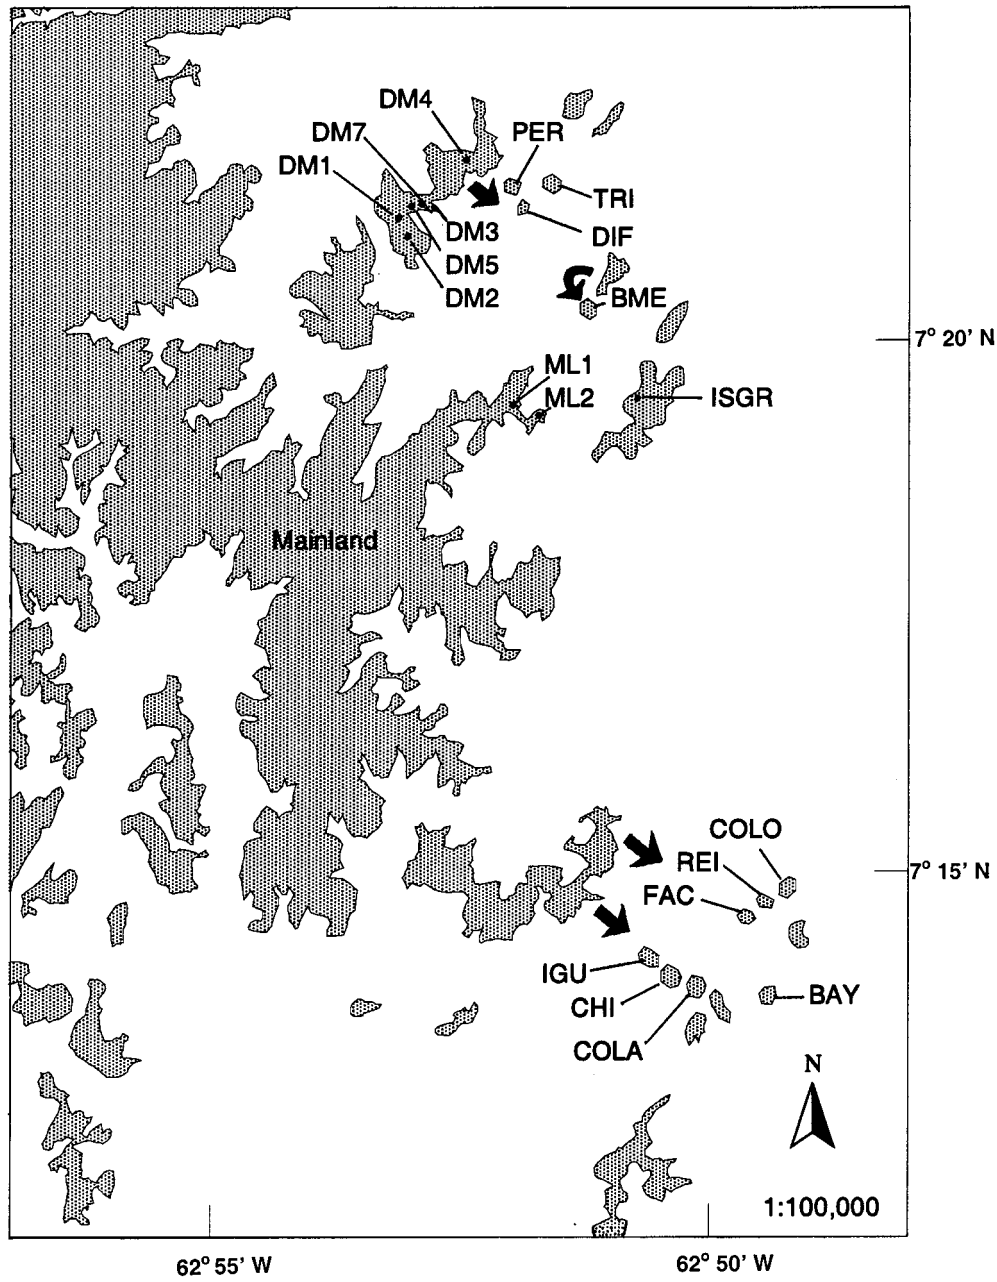 DM4
DM7
PER
DM1
TRI
DM3
DIF
DM5
DM2
BME
7° 20' N
ML1
ML2
ISGR
Mainland
COLO
REI
7° 15' N
FAC
IGU
BAY
CHI
COLA
N
1:100,000
62° 55' W
62° 50' W